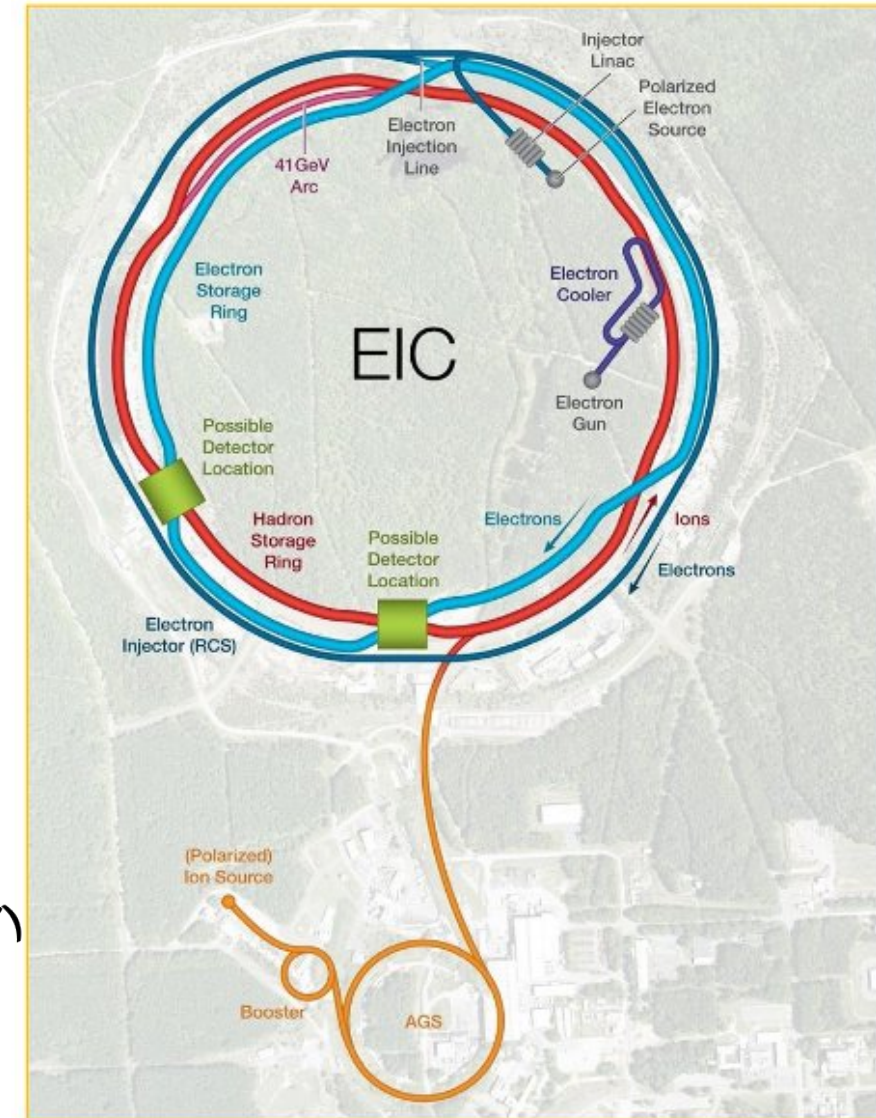 Injector
Linac
Polarized
Electron
Source
Electron
Injection
Line
41GeV
Arc
Electron
Storage
Ring
Electron
Cooler
EIC
Electron
Gun
Possible
Detector
Location
Hadron
Storage
Ring
Possible
Detector
Location
Electrons
Ions
Electrons
Electron
Injector (RCS)
(Polarized)
Ion Source
)
Booster
AGS